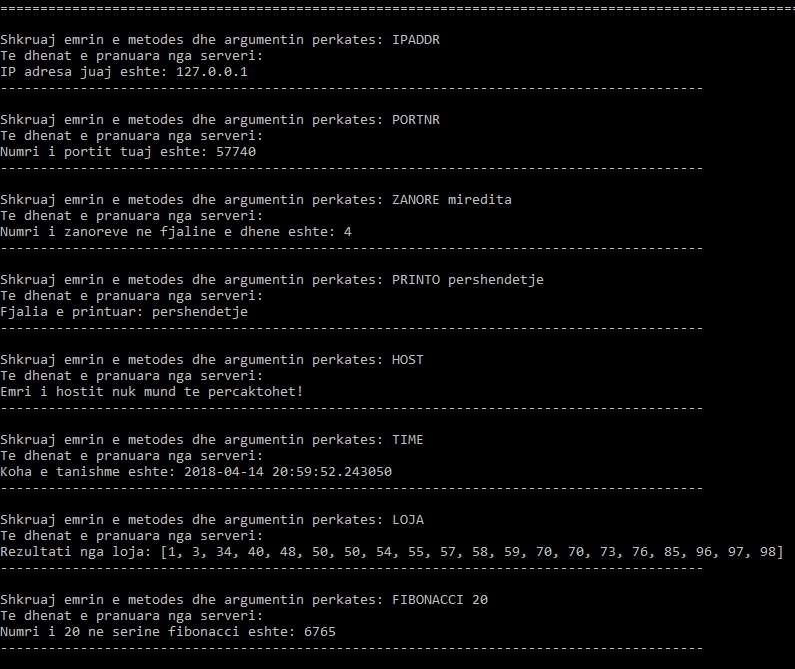 ================================================================================
Shkruaj emrin e metodes dhe argumentin perkates: IPADDR
Te dhenat e pranuara nga serveri:
IP adresa juaj eshte: 127.0.0.1
----------------------------------------------------------------------------------------
Shkruaj emrin e metodes dhe argumentin perkates: PORTNR
Te dhenat e pranuara nga serveri:
Numri i portit tuaj eshte: 57740
----------------------------------------------------------------------------------------
Shkruaj emrin e metodes dhe argumentin perkates: ZANORE miredita
Te dhenat e pranuara nga serveri:
Numri i zanoreve ne fjaline e dhene eshte: 4
----------------------------------------------------------------------------------------
Shkruaj emrin e metodes dhe argumentin perkates: PRINTO pershendetje
Te dhenat e pranuara nga serveri:
Fjalia e printuar: pershendetje
----------------------------------------------------------------------------------------
Shkruaj emrin e metodes dhe argumentin perkates: HOST
Te dhenat e pranuara nga serveri:
Emri i hostit nuk mund te percaktohet!
----------------------------------------------------------------------------------------
Shkruaj emrin e metodes dhe argumentin perkates: TIME
Te dhenat e pranuara nga serveri:
Koha e tanishme eshte: 2018-04-14 20:59:52.243050
----------------------------------------------------------------------------------------
Shkruaj emrin e metodes dhe argumentin perkates: LOJA
Te dhenat e pranuara nga serveri:
Rezultati nga loja: [1, 3, 34, 40, 48, 50, 50, 54, 55, 57, 58, 59, 70, 70, 73, 76, 85, 96, 97, 98]
----------------------------------------------------------------------------------------
Shkruaj emrin e metodes dhe argumentin perkates: FIBONACCI 20
Te dhenat e pranuara nga serveri:
Numri i 20 ne serine fibonacci eshte: 6765
----------------------------------------------------------------------------------------